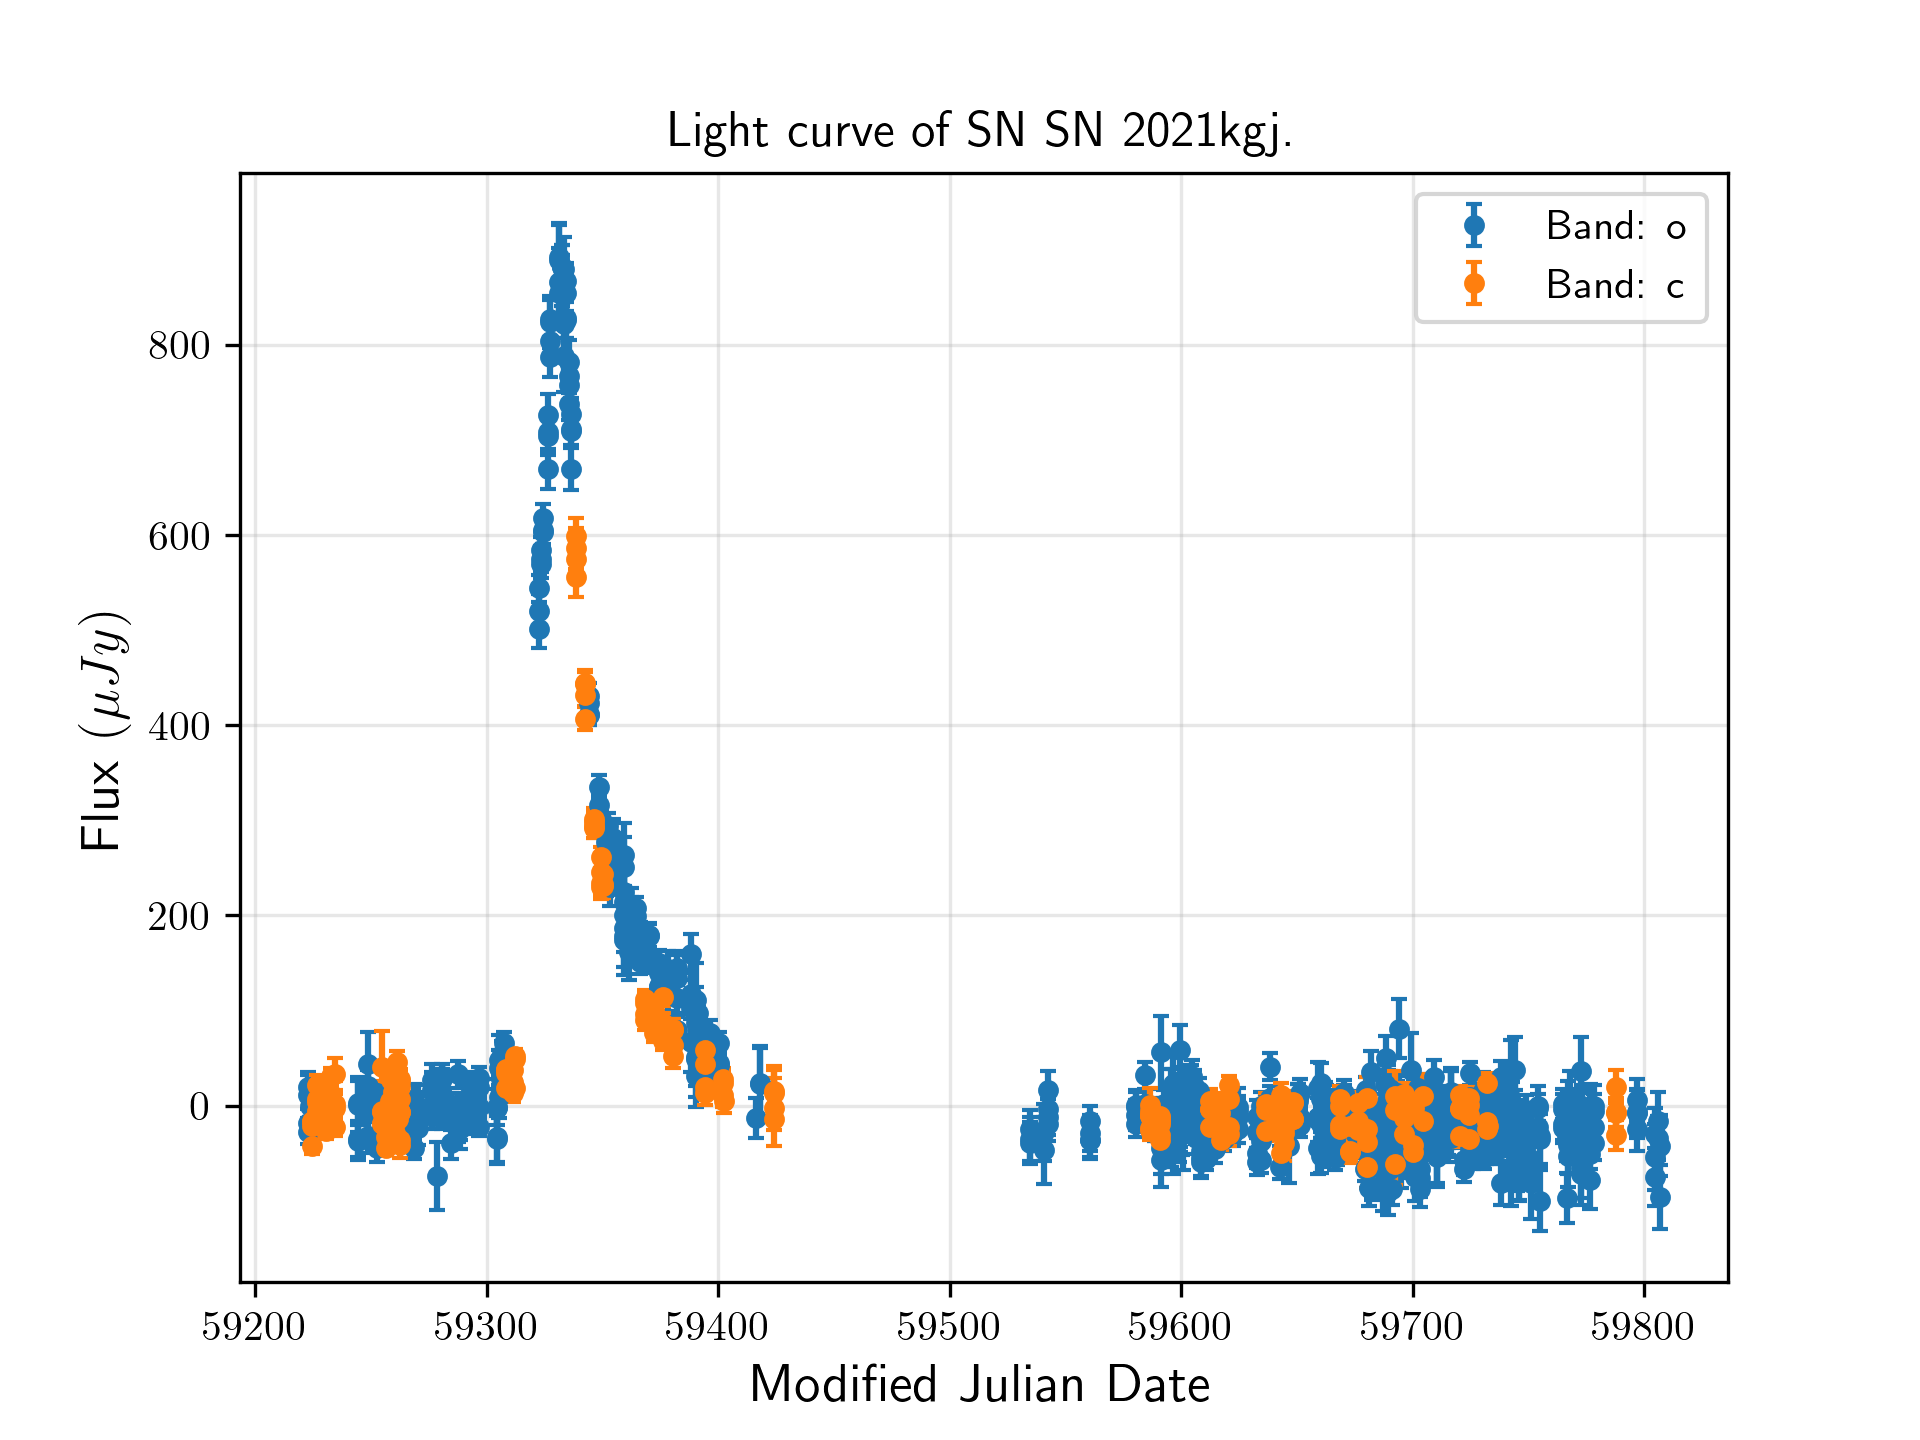 Light curve of SN SN 2021kgj.
Band: o
Band: c
Flux (μJy)
800
600
400
200
0
59200 59300 59400 59500 59600 59700 59800
Modified Julian Date